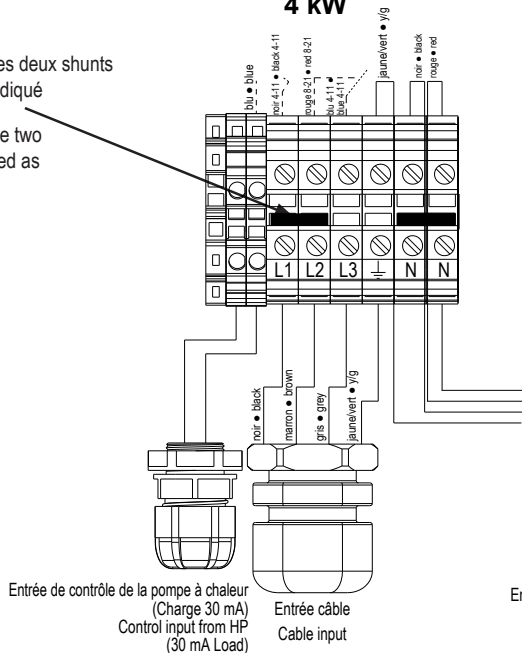 4 kW
es deux shunts
diqué
e two
ed as
blu • blue
noir 4-11 • black 4-11
rouge 8-21 • red 8-21
blu 4-11 •
blue 4-11
jaune/vert • y/g
noir • black
rouge • red
L1 L2 L3 N N
noir • black
marron • brown
gris • grey
jaune/vert • y/g
Entrée de contrôle de la pompe à chaleur
(Charge 30 mA)
Control input from HP
(30 mA Load)
Entrée câble
Cable input
En